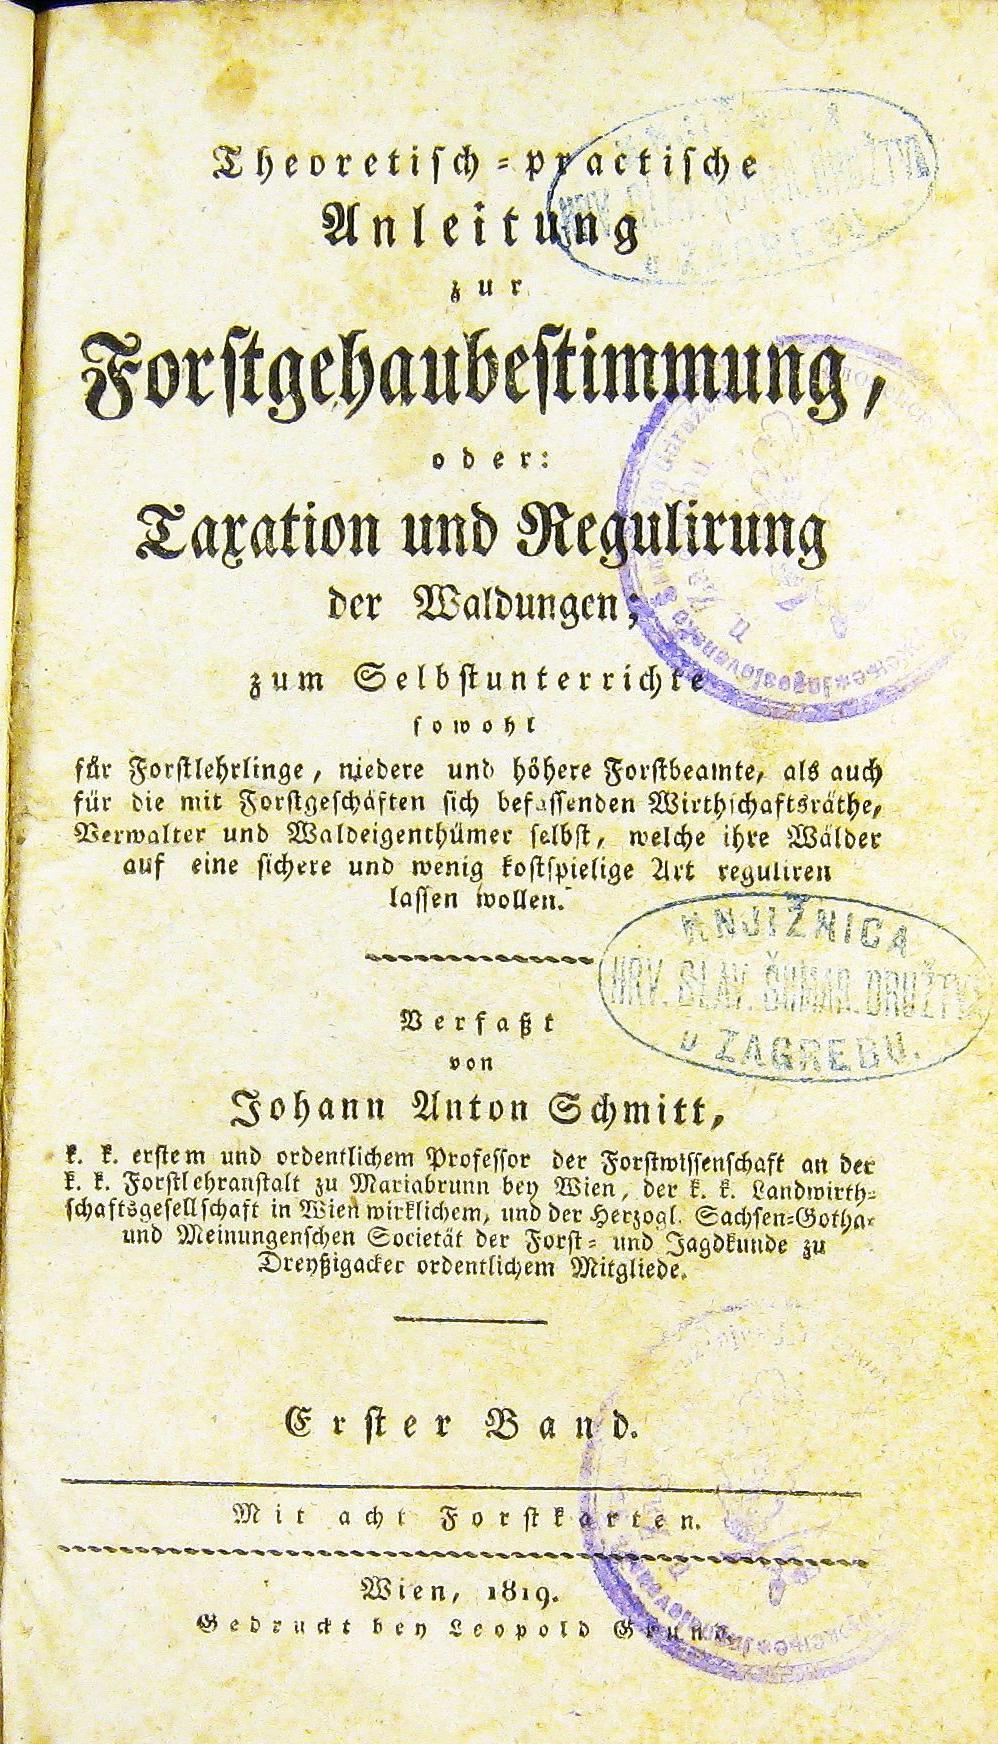 Theoretisch-practische
Anleitung
zur
Forstgehaubestimmung,
oder:
Taxation und Regulirung
der Waldungen;
zum Selbstunterrichte
sowohl
für Forstlehrlinge, niedere und höhere Forstbeamte, als auch
für die mit Forstgeschäften sich befassenden Wirthschaftsräthe,
Verwalter und Waldeigenthümer selbst, welche ihre Wälder
auf eine sichere und wenig kostspielige Art reguliren
lassen wollen.
KNJIŽNICA
HRV. SLAV. ŠUMAR. DRUŽTVA
U ZAGREBU.
Verfaßt
von
Johann Anton Schmitt,
k. k. erstem und ordentlichem Professor der Forstwissenschaft an der
k. k. Forstlehranstalt zu Mariabrunn bey Wien, der k. k. Landwirth-
schaftsgesellschaft in Wien wirklichem, und der Herzogl. Sachsen-Gotha-
und Meinungenschen Societät der Forst- und Jagdkunde zu
Dreyßigacker ordentlichem Mitgliede.
Erster Band.
Mit acht Forstkarten.
Wien, 1819.
Gedruckt bey Leopold Grund.